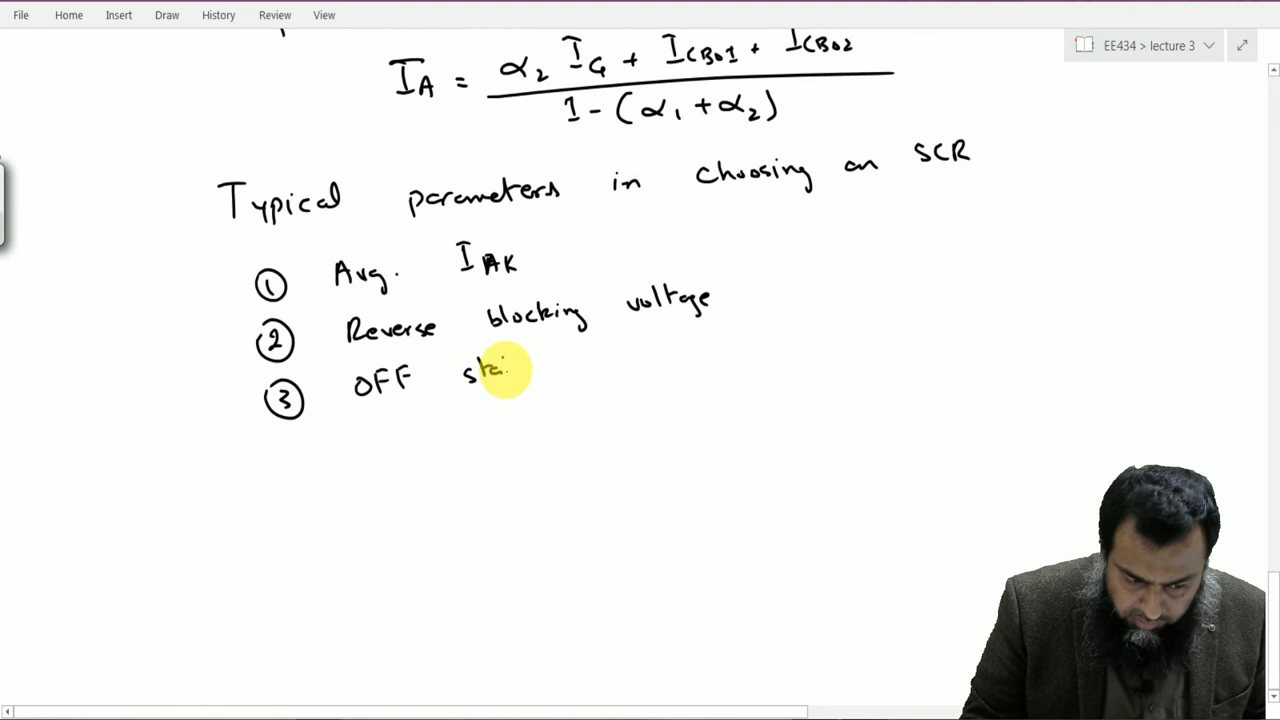 File Home Insert Draw History Review View
EE434 > lecture 3
I_A = α₂ I_G + I_CBO1 + I_CBO2
1 - (α₁ + α₂)
Typical parameters in choosing an SCR
① Avg. I_AK
② Reverse blocking voltage
③ OFF sta